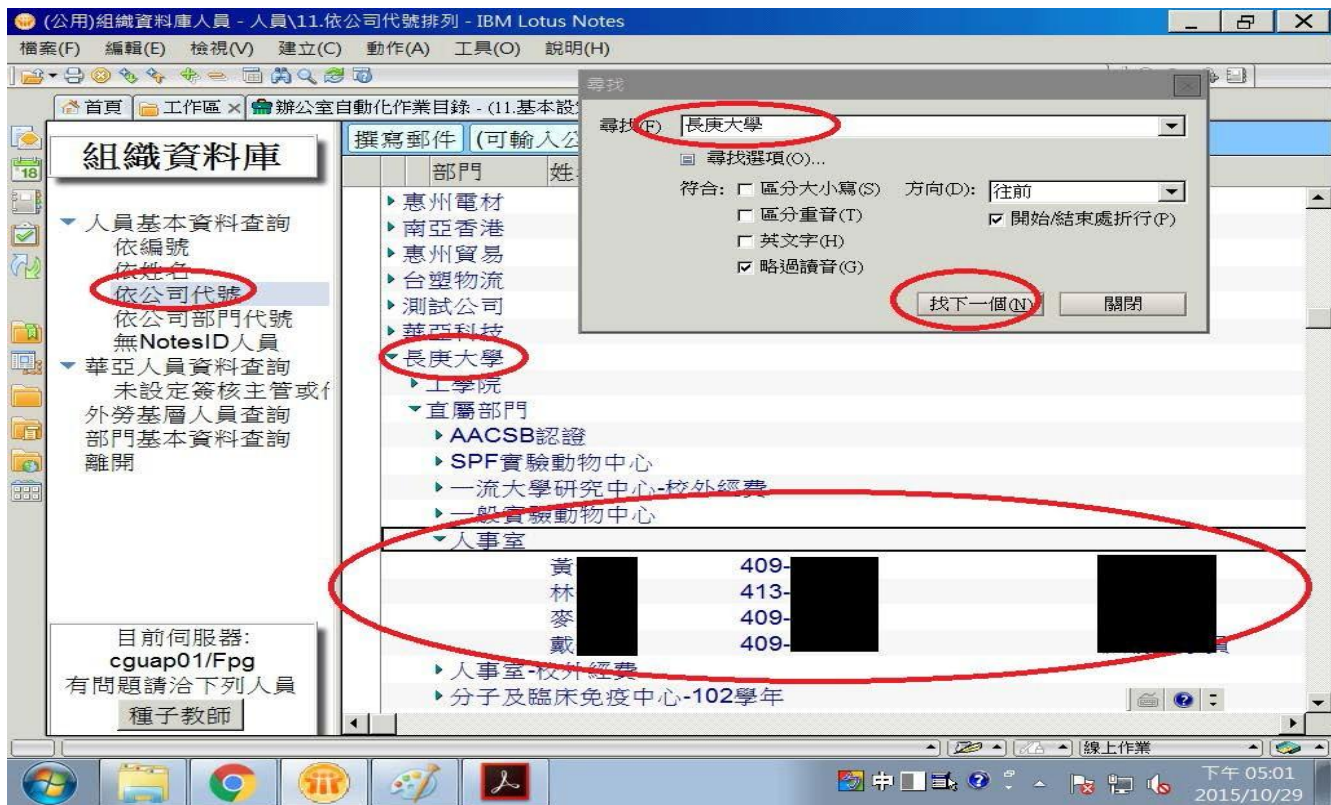 (公用)組織資料庫人員 - 人員\11.依公司代號排列 - IBM Lotus Notes
檔案(F) 編輯(E) 檢視(V) 建立(C) 動作(A) 工具(O) 說明(H)
首頁 工作區 辦公室自動化作業目錄 - (11.基本設
18
組織資料庫
人員基本資料查詢
依編號
依姓名
依公司代號
依公司部門代號
無NotesID人員
華亞人員資料查詢
未設定簽核主管或
外勞基層人員查詢
部門基本資料查詢
離開
目前伺服器:
cguap01/Fpg
有問題請洽下列人員
種子教師
撰寫郵件 (可輸入公
部門 姓
惠州電材
南亞香港
惠州貿易
台塑物流
測試公司
華亞科技
長庚大學
工學院
直屬部門
AACSB認證
SPF實驗動物中心
一流大學研究中心-校外經費
一般實驗動物中心
人事室
黃 409-
林 413-
麥 409-
戴 409-
人事室-校外經費
分子及臨床免疫中心-102學年
尋找
尋找(F) 長庚大學
尋找選項(O)...
符合: 區分大小寫(S) 方向(D): 往前
區分重音(T) 開始/結束處折行(P)
英文字(H)
略過讀音(G)
找下一個(N) 關閉
線上作業
中
下午 05:01
2015/10/29